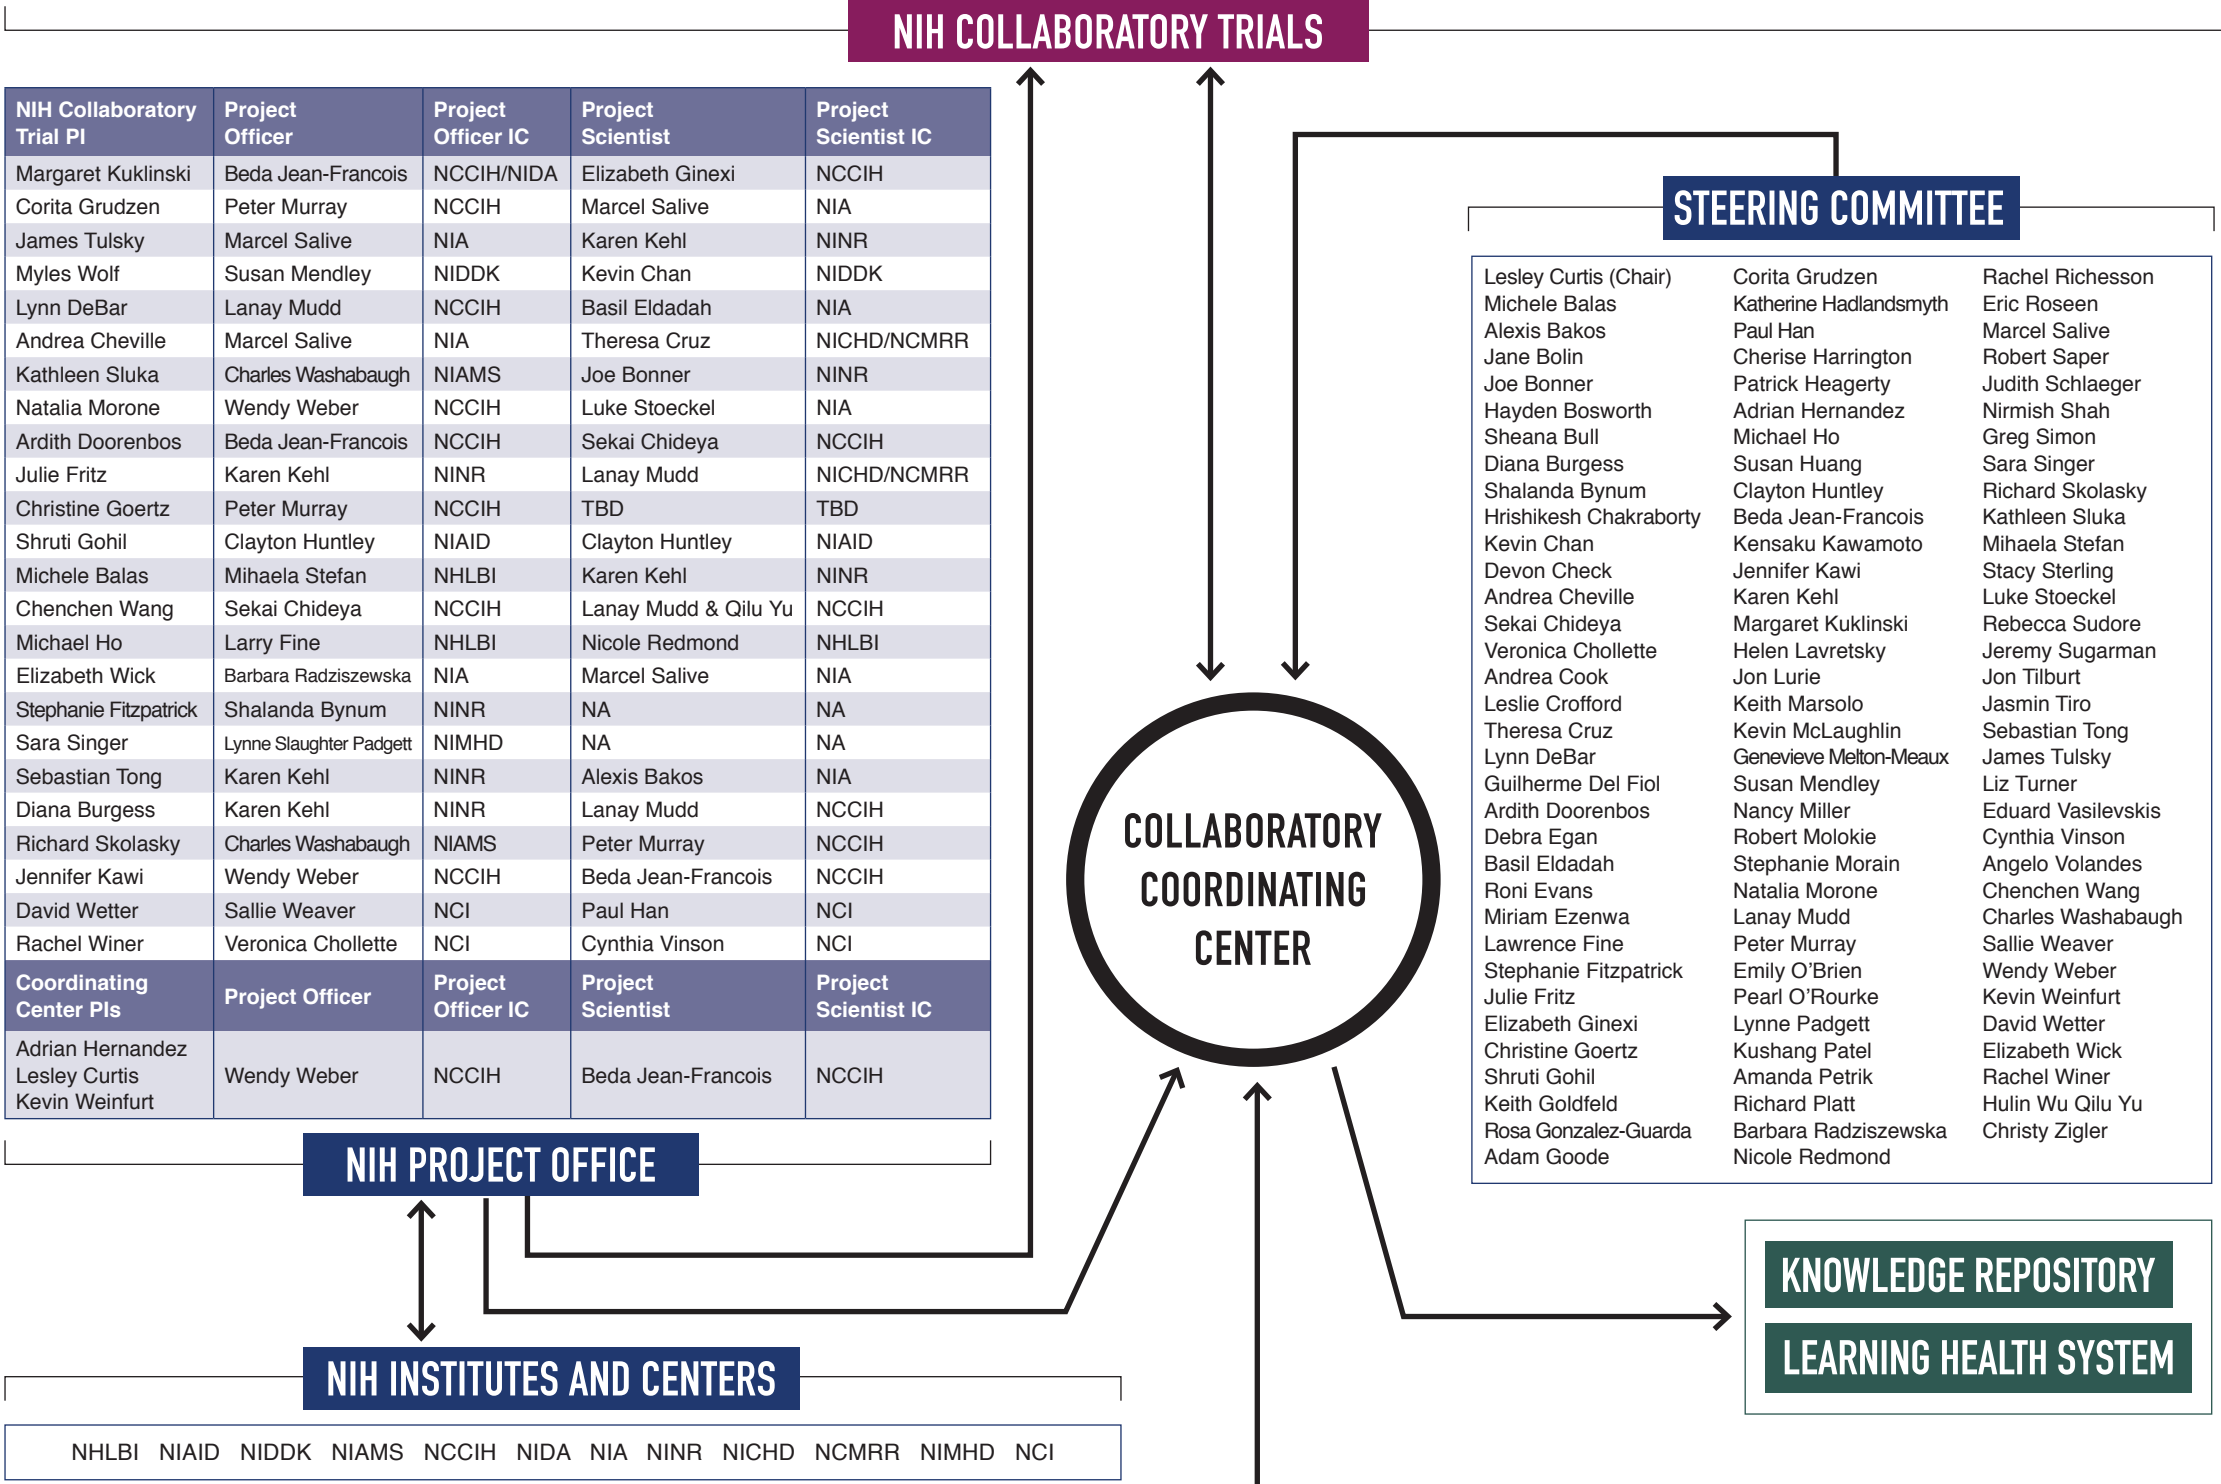 NIH COLLABORATORY TRIALS
NIH Collaboratory Trial PI | Project Officer | Project Officer IC | Project Scientist | Project Scientist IC
Margaret Kuklinski | Beda Jean-Francois | NCCIH/NIDA | Elizabeth Ginexi | NCCIH
Corita Grudzen | Peter Murray | NCCIH | Marcel Salive | NIA
James Tulsky | Marcel Salive | NIA | Karen Kehl | NINR
Myles Wolf | Susan Mendley | NIDDK | Kevin Chan | NIDDK
Lynn DeBar | Lanay Mudd | NCCIH | Basil Eldadah | NIA
Andrea Cheville | Marcel Salive | NIA | Theresa Cruz | NICHD/NCMRR
Kathleen Sluka | Charles Washabaugh | NIAMS | Joe Bonner | NINR
Natalia Morone | Wendy Weber | NCCIH | Luke Stoeckel | NIA
Ardith Doorenbos | Beda Jean-Francois | NCCIH | Sekai Chideya | NCCIH
Julie Fritz | Karen Kehl | NINR | Lanay Mudd | NICHD/NCMRR
Christine Goertz | Peter Murray | NCCIH | TBD | TBD
Shruti Gohil | Clayton Huntley | NIAID | Clayton Huntley | NIAID
Michele Balas | Mihaela Stefan | NHLBI | Karen Kehl | NINR
Chenchen Wang | Sekai Chideya | NCCIH | Lanay Mudd & Qilu Yu | NCCIH
Michael Ho | Larry Fine | NHLBI | Nicole Redmond | NHLBI
Elizabeth Wick | Barbara Radziszewska | NIA | Marcel Salive | NIA
Stephanie Fitzpatrick | Shalanda Bynum | NINR | NA | NA
Sara Singer | Lynne Slaughter Padgett | NIMHD | NA | NA
Sebastian Tong | Karen Kehl | NINR | Alexis Bakos | NIA
Diana Burgess | Karen Kehl | NINR | Lanay Mudd | NCCIH
Richard Skolasky | Charles Washabaugh | NIAMS | Peter Murray | NCCIH
Jennifer Kawi | Wendy Weber | NCCIH | Beda Jean-Francois | NCCIH
David Wetter | Sallie Weaver | NCI | Paul Han | NCI
Rachel Winer | Veronica Chollette | NCI | Cynthia Vinson | NCI
Coordinating Center PIs | Project Officer | Project Officer IC | Project Scientist | Project Scientist IC
Adrian Hernandez
Lesley Curtis
Kevin Weinfurt | Wendy Weber | NCCIH | Beda Jean-Francois | NCCIH
NIH PROJECT OFFICE
NIH INSTITUTES AND CENTERS
NHLBI NIAID NIDDK NIAMS NCCIH NIDA NIA NINR NICHD NCMRR NIMHD NCI
COLLABORATORY
COORDINATING
CENTER
STEERING COMMITTEE
Lesley Curtis (Chair)
Michele Balas
Alexis Bakos
Jane Bolin
Joe Bonner
Hayden Bosworth
Sheana Bull
Diana Burgess
Shalanda Bynum
Hrishikesh Chakraborty
Kevin Chan
Devon Check
Andrea Cheville
Sekai Chideya
Veronica Chollette
Andrea Cook
Leslie Crofford
Theresa Cruz
Lynn DeBar
Guilherme Del Fiol
Ardith Doorenbos
Debra Egan
Basil Eldadah
Roni Evans
Miriam Ezenwa
Lawrence Fine
Stephanie Fitzpatrick
Julie Fritz
Elizabeth Ginexi
Christine Goertz
Shruti Gohil
Keith Goldfeld
Rosa Gonzalez-Guarda
Adam Goode
Corita Grudzen
Katherine Hadlandsmyth
Paul Han
Cherise Harrington
Patrick Heagerty
Adrian Hernandez
Michael Ho
Susan Huang
Clayton Huntley
Beda Jean-Francois
Kensaku Kawamoto
Jennifer Kawi
Karen Kehl
Margaret Kuklinski
Helen Lavretsky
Jon Lurie
Keith Marsolo
Kevin McLaughlin
Genevieve Melton-Meaux
Susan Mendley
Nancy Miller
Robert Molokie
Stephanie Morain
Natalia Morone
Lanay Mudd
Peter Murray
Emily O’Brien
Pearl O’Rourke
Lynne Padgett
Kushang Patel
Amanda Petrik
Richard Platt
Barbara Radziszewska
Nicole Redmond
Rachel Richesson
Eric Roseen
Marcel Salive
Robert Saper
Judith Schlaeger
Nirmish Shah
Greg Simon
Sara Singer
Richard Skolasky
Kathleen Sluka
Mihaela Stefan
Stacy Sterling
Luke Stoeckel
Rebecca Sudore
Jeremy Sugarman
Jon Tilburt
Jasmin Tiro
Sebastian Tong
James Tulsky
Liz Turner
Eduard Vasilevskis
Cynthia Vinson
Angelo Volandes
Chenchen Wang
Charles Washabaugh
Sallie Weaver
Wendy Weber
Kevin Weinfurt
David Wetter
Elizabeth Wick
Rachel Winer
Hulin Wu Qilu Yu
Christy Zigler
KNOWLEDGE REPOSITORY
LEARNING HEALTH SYSTEM